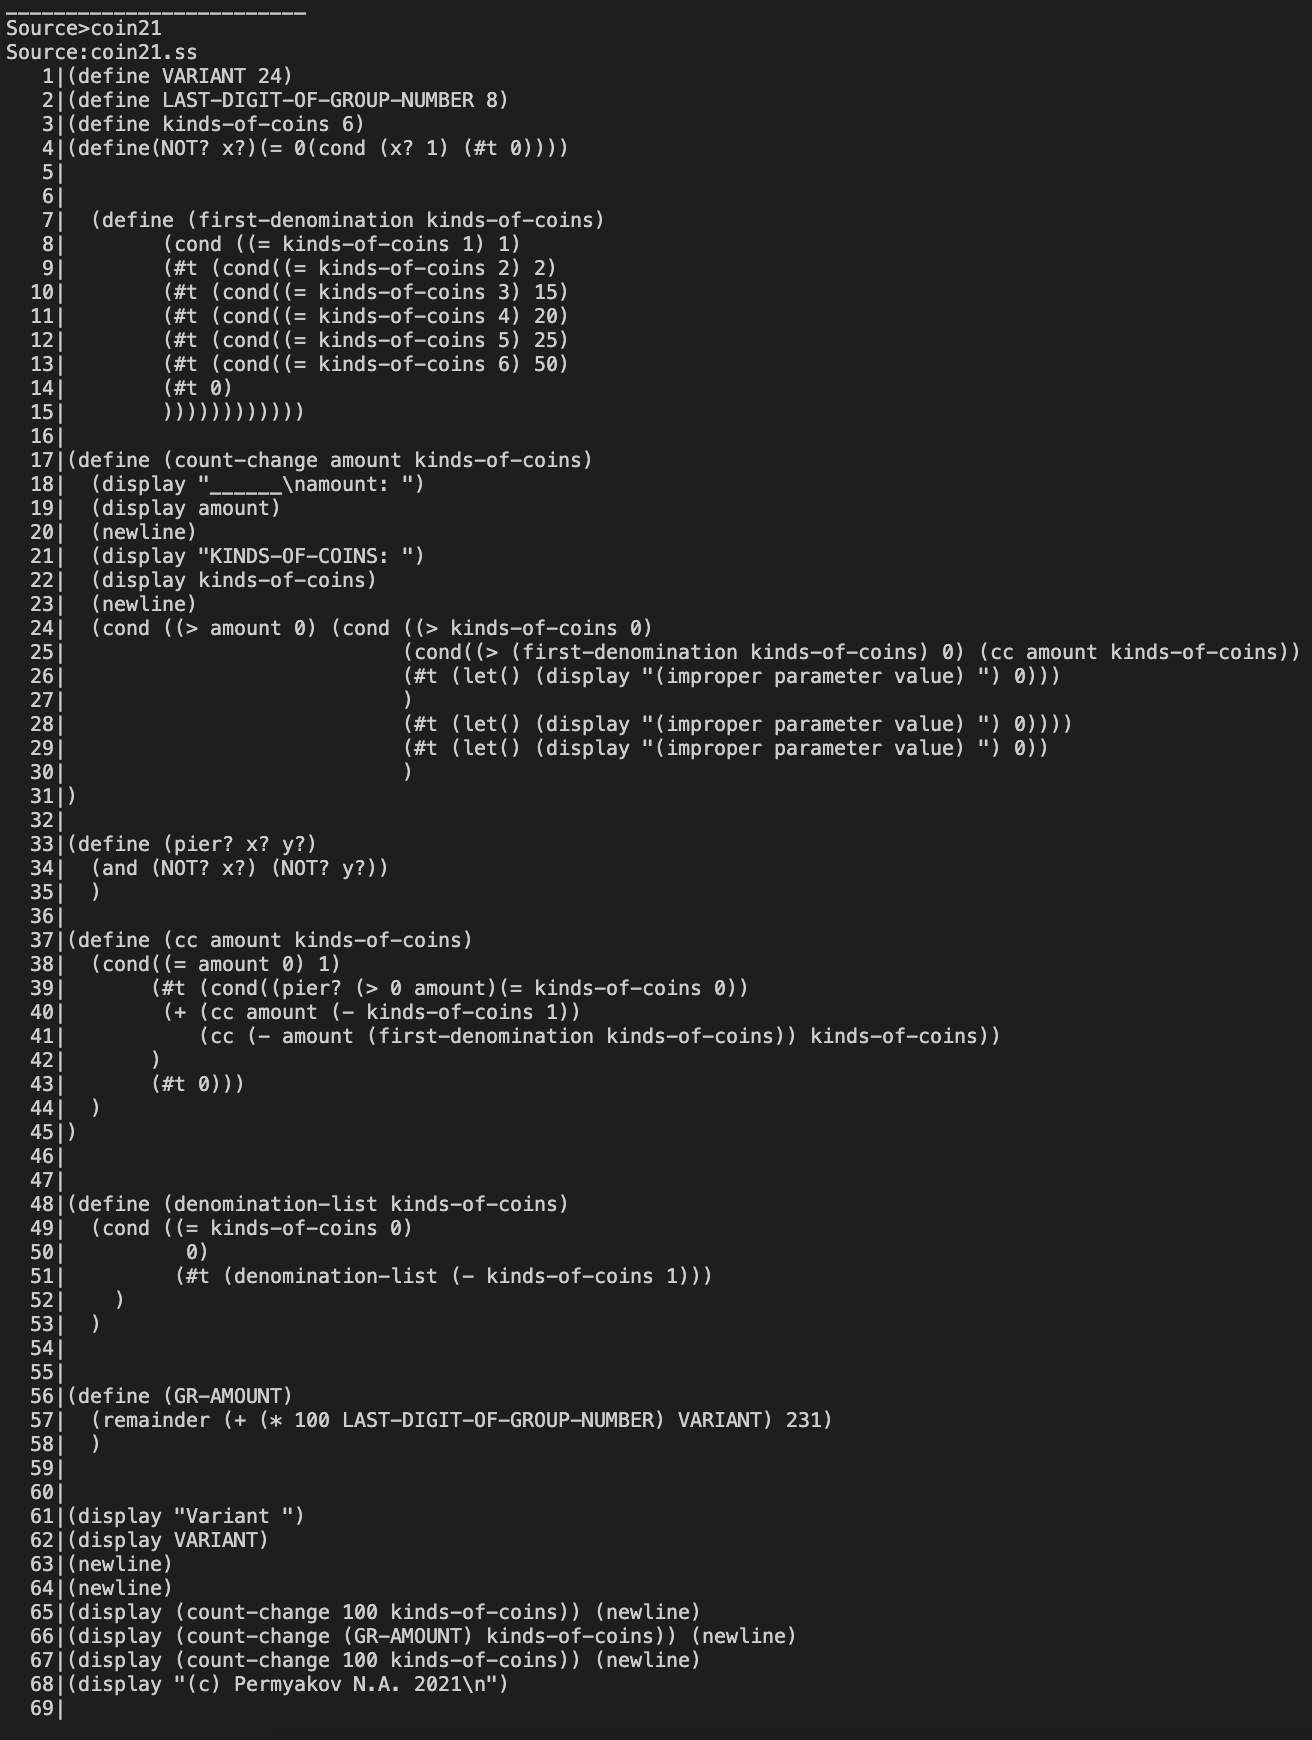 _________________________
Source>coin21
Source:coin21.ss
   1|(define VARIANT 24)
   2|(define LAST-DIGIT-OF-GROUP-NUMBER 8)
   3|(define kinds-of-coins 6)
   4|(define(NOT? x?)(= 0(cond (x? 1) (#t 0))))
   5|
   6|
   7|  (define (first-denomination kinds-of-coins)
   8|        (cond ((= kinds-of-coins 1) 1)
   9|        (#t (cond((= kinds-of-coins 2) 2)
  10|        (#t (cond((= kinds-of-coins 3) 15)
  11|        (#t (cond((= kinds-of-coins 4) 20)
  12|        (#t (cond((= kinds-of-coins 5) 25)
  13|        (#t (cond((= kinds-of-coins 6) 50)
  14|        (#t 0)
  15|        ))))))))))))
  16|
  17|(define (count-change amount kinds-of-coins)
  18|  (display "______\namount: ")
  19|  (display amount)
  20|  (newline)
  21|  (display "KINDS-OF-COINS: ")
  22|  (display kinds-of-coins)
  23|  (newline)
  24|  (cond ((> amount 0) (cond ((> kinds-of-coins 0)
  25|                            (cond((> (first-denomination kinds-of-coins) 0) (cc amount kinds-of-coins))
  26|                            (#t (let() (display "(improper parameter value) ") 0)))
  27|                            )
  28|                            (#t (let() (display "(improper parameter value) ") 0))))
  29|                            (#t (let() (display "(improper parameter value) ") 0))
  30|                            )
  31|)
  32|
  33|(define (pier? x? y?)
  34|  (and (NOT? x?) (NOT? y?))
  35|  )
  36|
  37|(define (cc amount kinds-of-coins)
  38|  (cond((= amount 0) 1)
  39|       (#t (cond((pier? (> 0 amount)(= kinds-of-coins 0))
  40|        (+ (cc amount (- kinds-of-coins 1))
  41|           (cc (- amount (first-denomination kinds-of-coins)) kinds-of-coins))
  42|       )
  43|       (#t 0)))
  44|  )
  45|)
  46|
  47|
  48|(define (denomination-list kinds-of-coins)
  49|  (cond ((= kinds-of-coins 0)
  50|          0)
  51|         (#t (denomination-list (- kinds-of-coins 1)))
  52|    )
  53|  )
  54|
  55|
  56|(define (GR-AMOUNT)
  57|  (remainder (+ (* 100 LAST-DIGIT-OF-GROUP-NUMBER) VARIANT) 231)
  58|  )
  59|
  60|
  61|(display "Variant ")
  62|(display VARIANT)
  63|(newline)
  64|(newline)
  65|(display (count-change 100 kinds-of-coins)) (newline)
  66|(display (count-change (GR-AMOUNT) kinds-of-coins)) (newline)
  67|(display (count-change 100 kinds-of-coins)) (newline)
  68|(display "(c) Permyakov N.A. 2021\n")
  69|